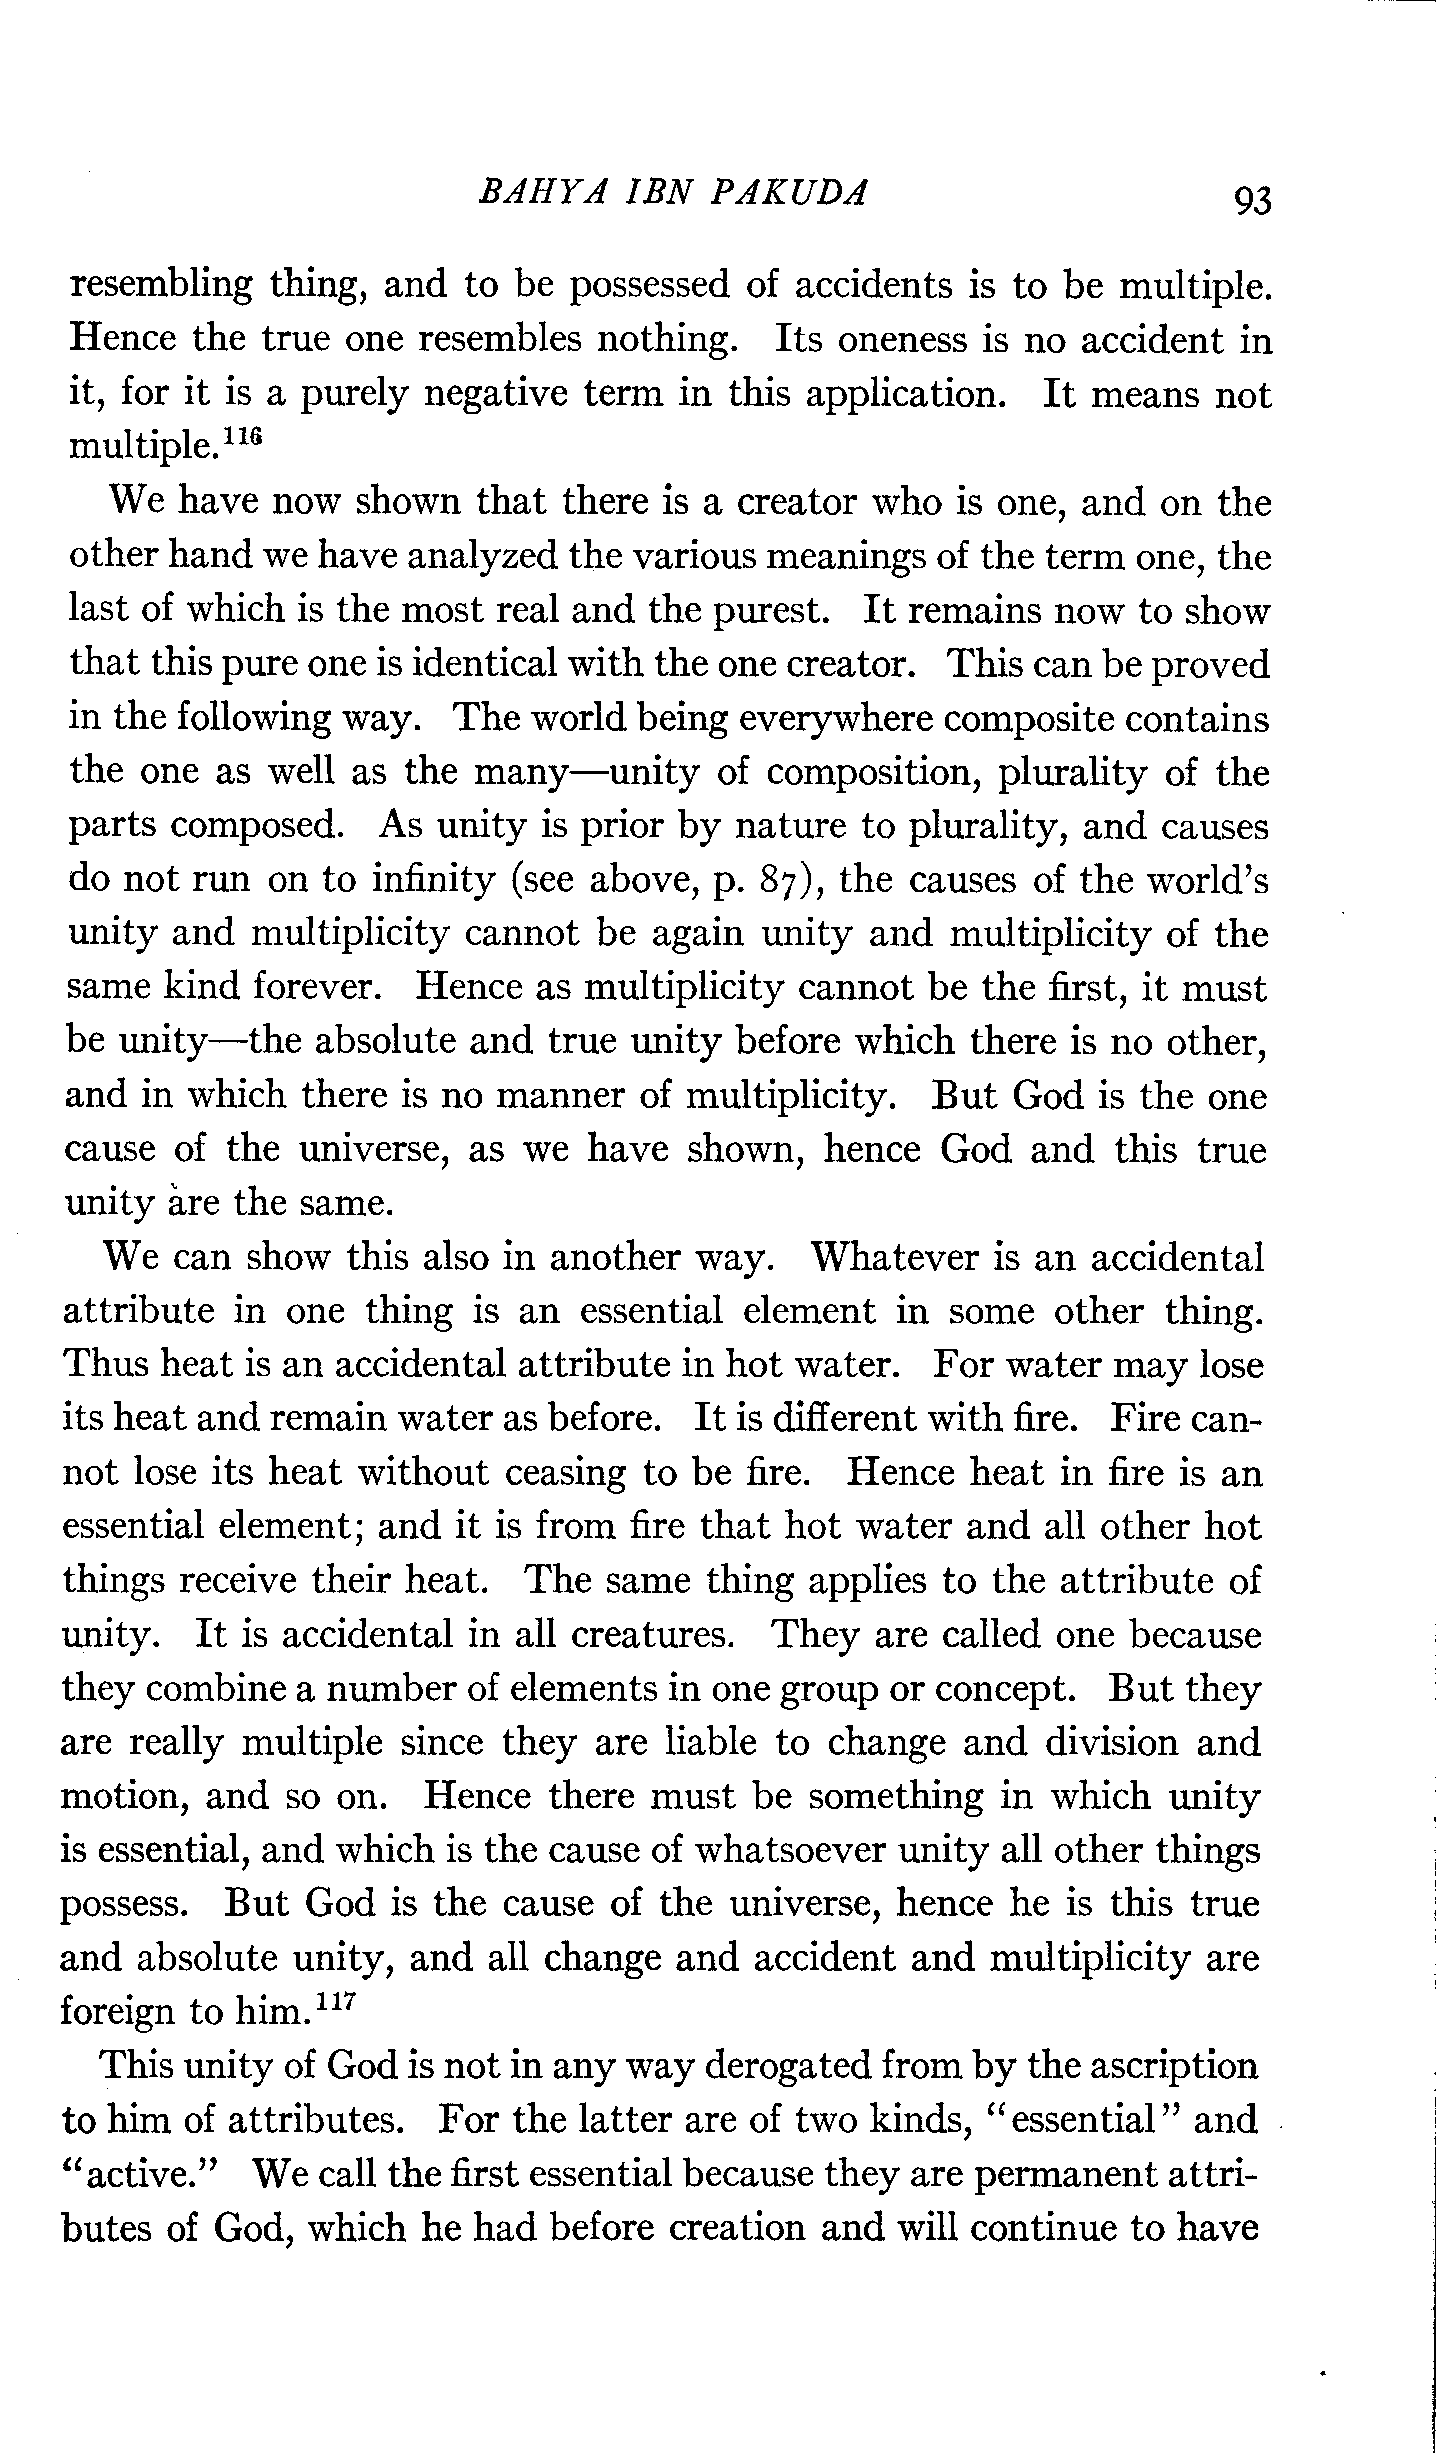 BAHYA IBN PAKUDA 93
resembling thing, and to be possessed of accidents is to be multiple.
Hence the true one resembles nothing. Its oneness is no accident in
it, for it is a purely negative term in this application. It means not
multiple.¹¹⁶
We have now shown that there is a creator who is one, and on the
other hand we have analyzed the various meanings of the term one, the
last of which is the most real and the purest. It remains now to show
that this pure one is identical with the one creator. This can be proved
in the following way. The world being everywhere composite contains
the one as well as the many—unity of composition, plurality of the
parts composed. As unity is prior by nature to plurality, and causes
do not run on to infinity (see above, p. 87), the causes of the world's
unity and multiplicity cannot be again unity and multiplicity of the
same kind forever. Hence as multiplicity cannot be the first, it must
be unity—the absolute and true unity before which there is no other,
and in which there is no manner of multiplicity. But God is the one
cause of the universe, as we have shown, hence God and this true
unity are the same.
We can show this also in another way. Whatever is an accidental
attribute in one thing is an essential element in some other thing.
Thus heat is an accidental attribute in hot water. For water may lose
its heat and remain water as before. It is different with fire. Fire can-
not lose its heat without ceasing to be fire. Hence heat in fire is an
essential element; and it is from fire that hot water and all other hot
things receive their heat. The same thing applies to the attribute of
unity. It is accidental in all creatures. They are called one because
they combine a number of elements in one group or concept. But they
are really multiple since they are liable to change and division and
motion, and so on. Hence there must be something in which unity
is essential, and which is the cause of whatsoever unity all other things
possess. But God is the cause of the universe, hence he is this true
and absolute unity, and all change and accident and multiplicity are
foreign to him.¹¹⁷
This unity of God is not in any way derogated from by the ascription
to him of attributes. For the latter are of two kinds, "essential" and
"active." We call the first essential because they are permanent attri-
butes of God, which he had before creation and will continue to have